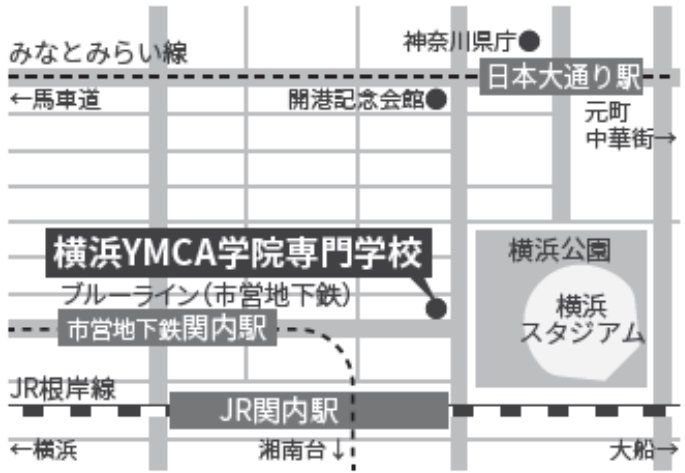 神奈川県庁
みなとみらい線
日本大通り駅
←馬車道
開港記念会館
元町
中華街→
横浜YMCA学院専門学校
横浜公園
ブルーライン(市営地下鉄)
横浜
スタジアム
市営地下鉄関内駅
JR根岸線
JR関内駅
←横浜
湘南台↓
大船→